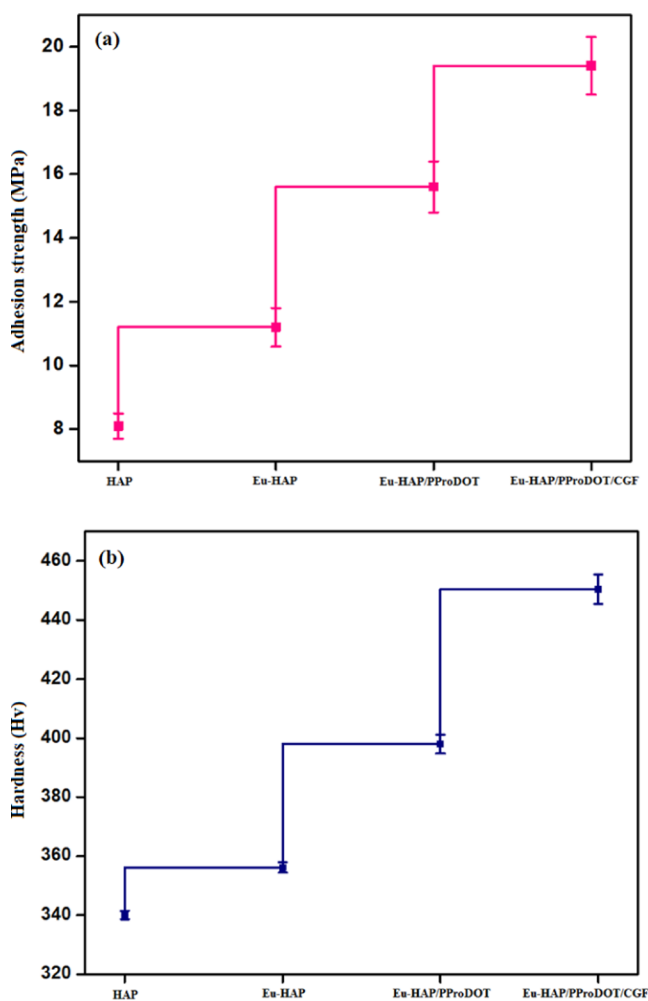 (a)
Adhesion strength (MPa)
20
18
16
14
12
10
8
HAP
Eu-HAP
Eu-HAP/PProDOT
Eu-HAP/PProDOT/CGF
(b)
Hardness (Hv)
460
440
420
400
380
360
340
320
HAP
Eu-HAP
Eu-HAP/PProDOT
Eu-HAP/PProDOT/CGF